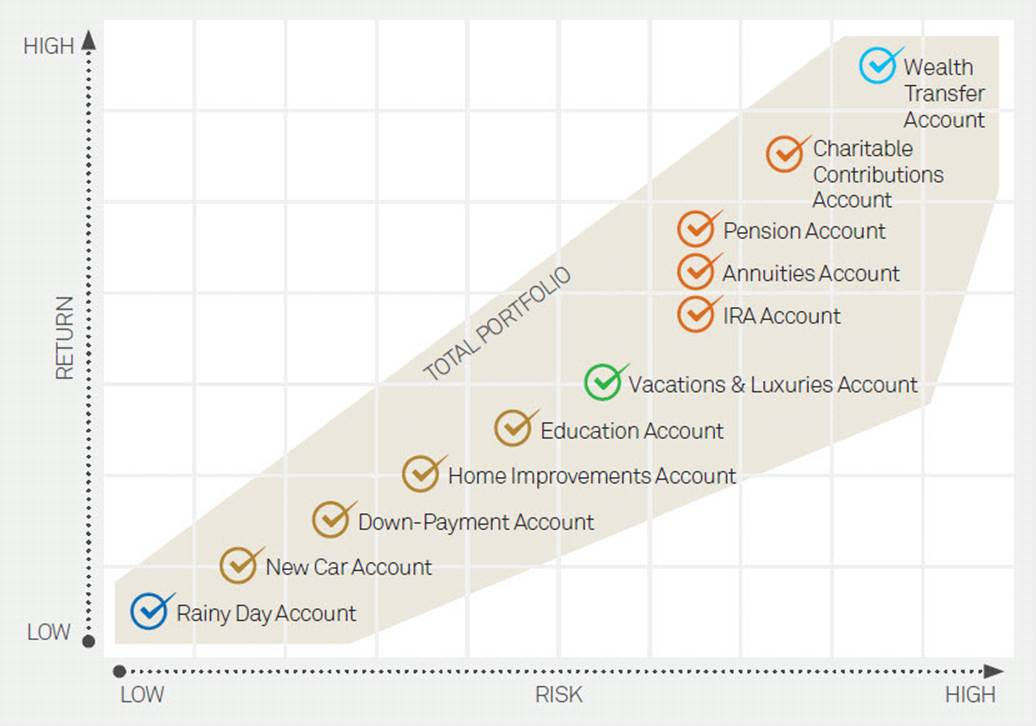 HIGH
Wealth
Transfer
Account
Charitable
Contributions
Account
Pension Account
Annuities Account
IRA Account
RETURN
TOTAL PORTFOLIO
Vacations & Luxuries Account
Education Account
Home Improvements Account
Down-Payment Account
New Car Account
Rainy Day Account
LOW
LOW
RISK
HIGH